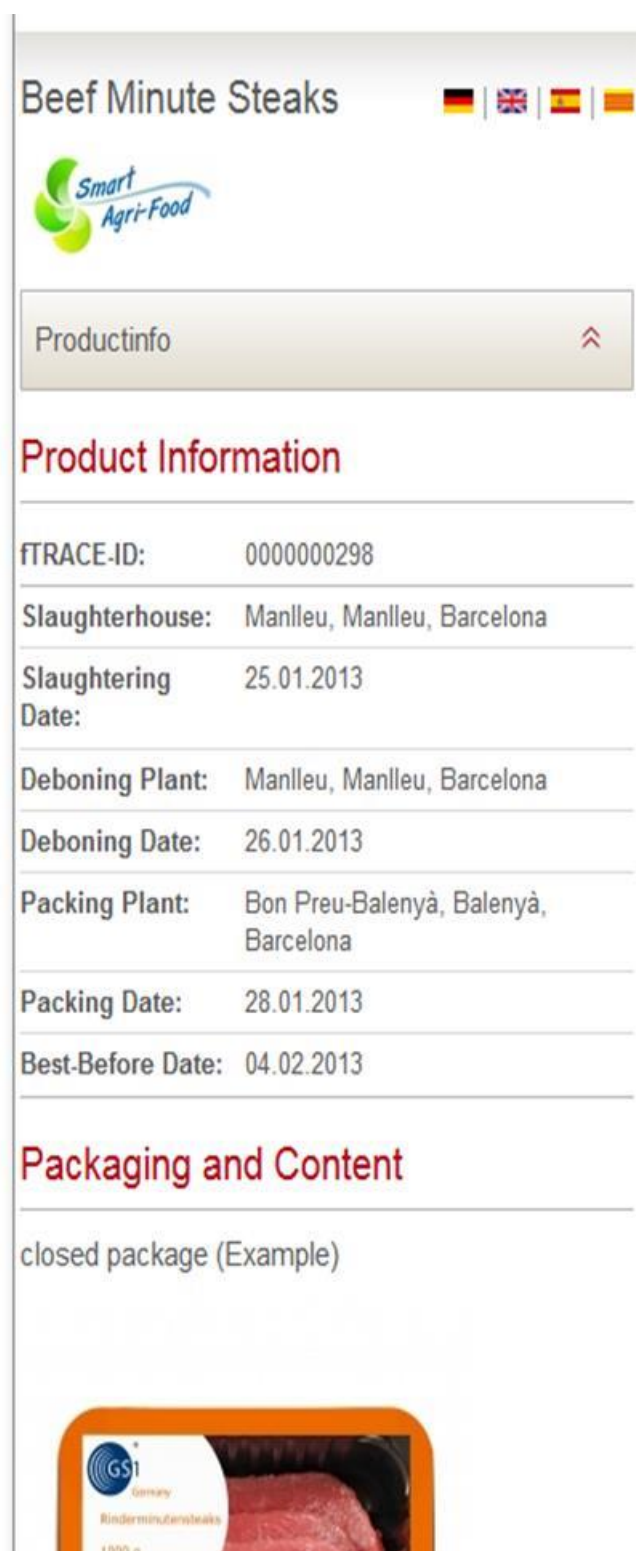 Beef Minute Steaks
Smart
Agri-Food
Productinfo
Product Information
fTRACE-ID: 0000000298
Slaughterhouse: Manlleu, Manlleu, Barcelona
Slaughtering 25.01.2013
Date:
Deboning Plant: Manlleu, Manlleu, Barcelona
Deboning Date: 26.01.2013
Packing Plant: Bon Preu-Balenyà, Balenyà,
Barcelona
Packing Date: 28.01.2013
Best-Before Date: 04.02.2013
Packaging and Content
closed package (Example)
GS1
Germany
Rinderminutensteaks